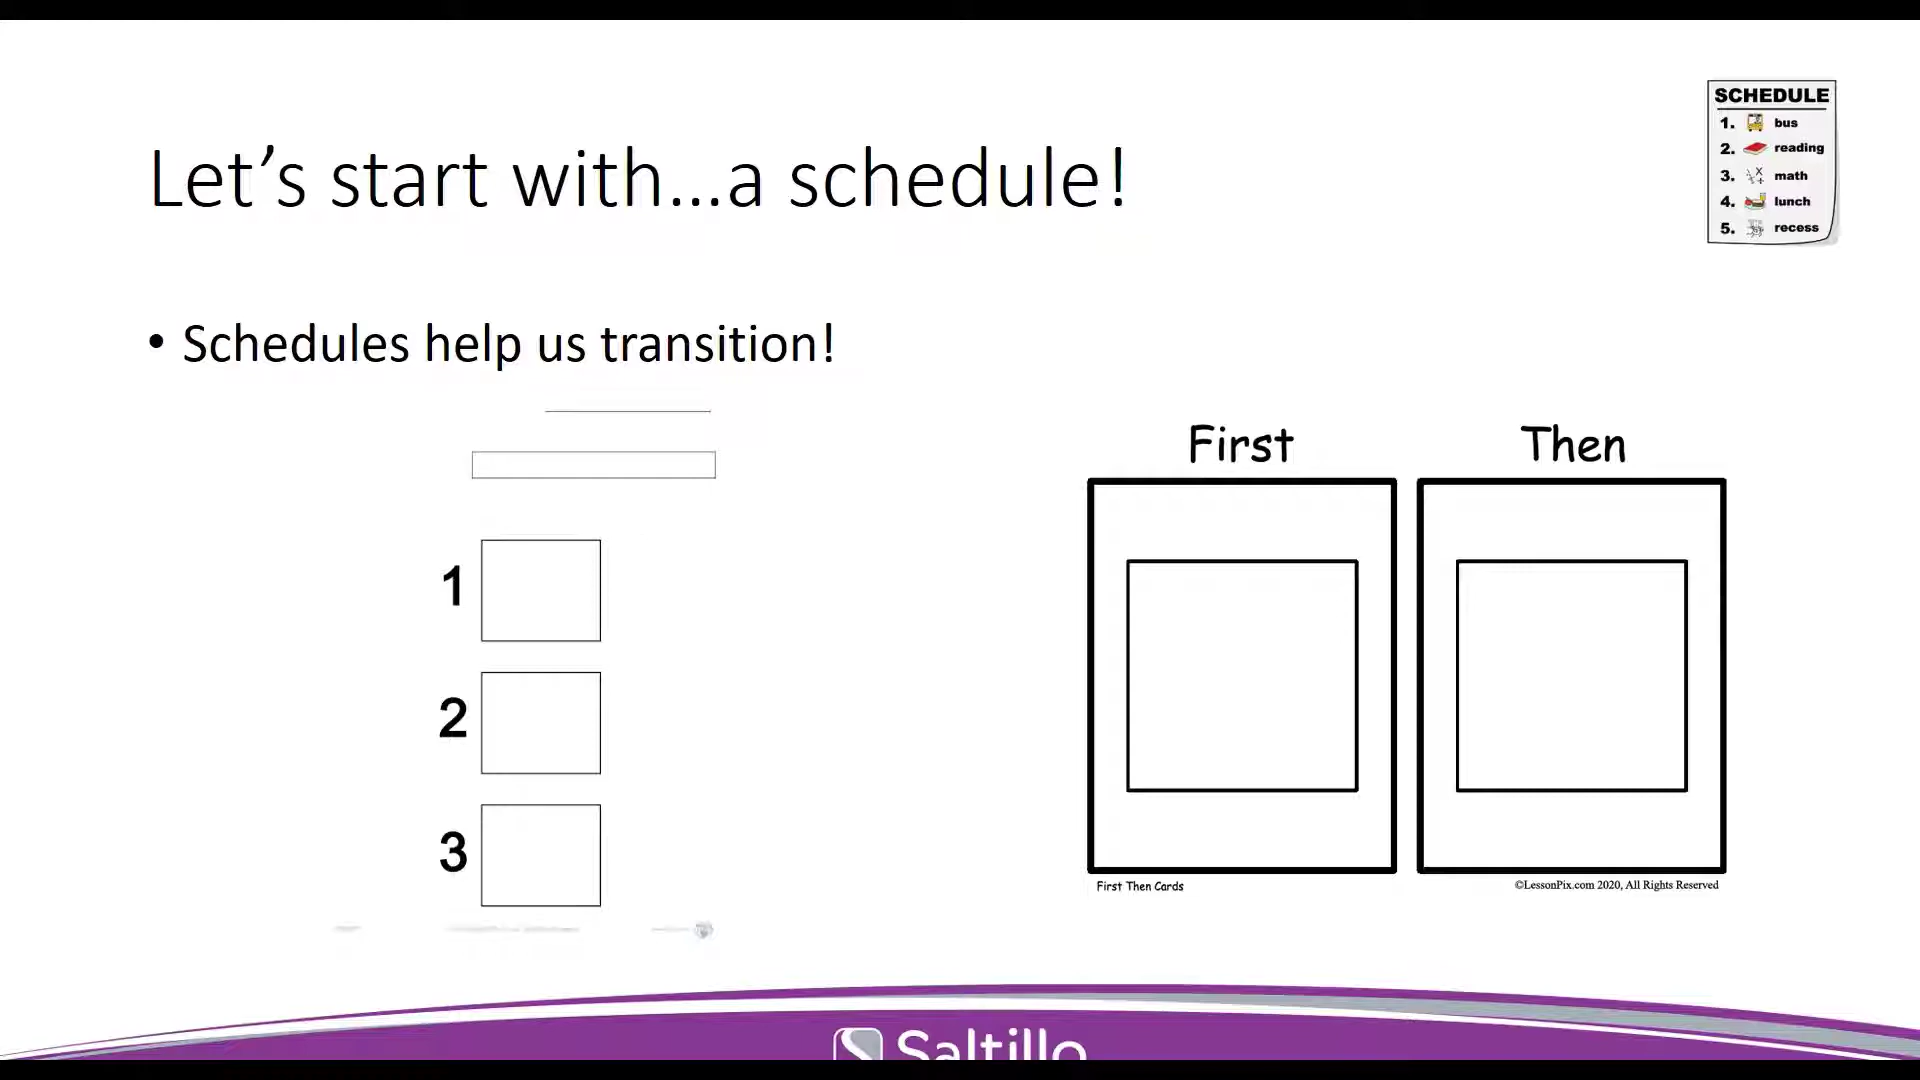 Let's start with...a schedule!
SCHEDULE
1. bus
2. reading
3. math
4. lunch
5. recess
• Schedules help us transition!
1
2
3
First
Then
First Then Cards
©LessonPix.com 2020, All Rights Reserved
Saltillo